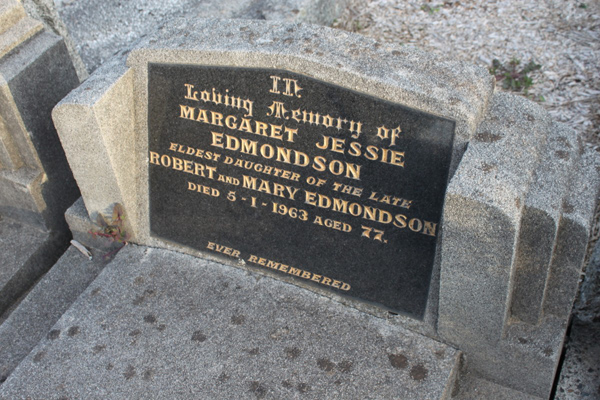 In
Loving Memory of
MARGARET JESSIE
EDMONDSON
ELDEST DAUGHTER OF THE LATE
ROBERT AND MARY EDMONDSON
DIED 5-1-1963 AGED 77.
EVER REMEMBERED